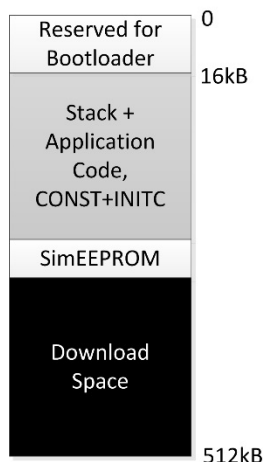 0
Reserved for
Bootloader
16kB
Stack +
Application
Code,
CONST+INITC
SimEEPROM
Download
Space
512kB